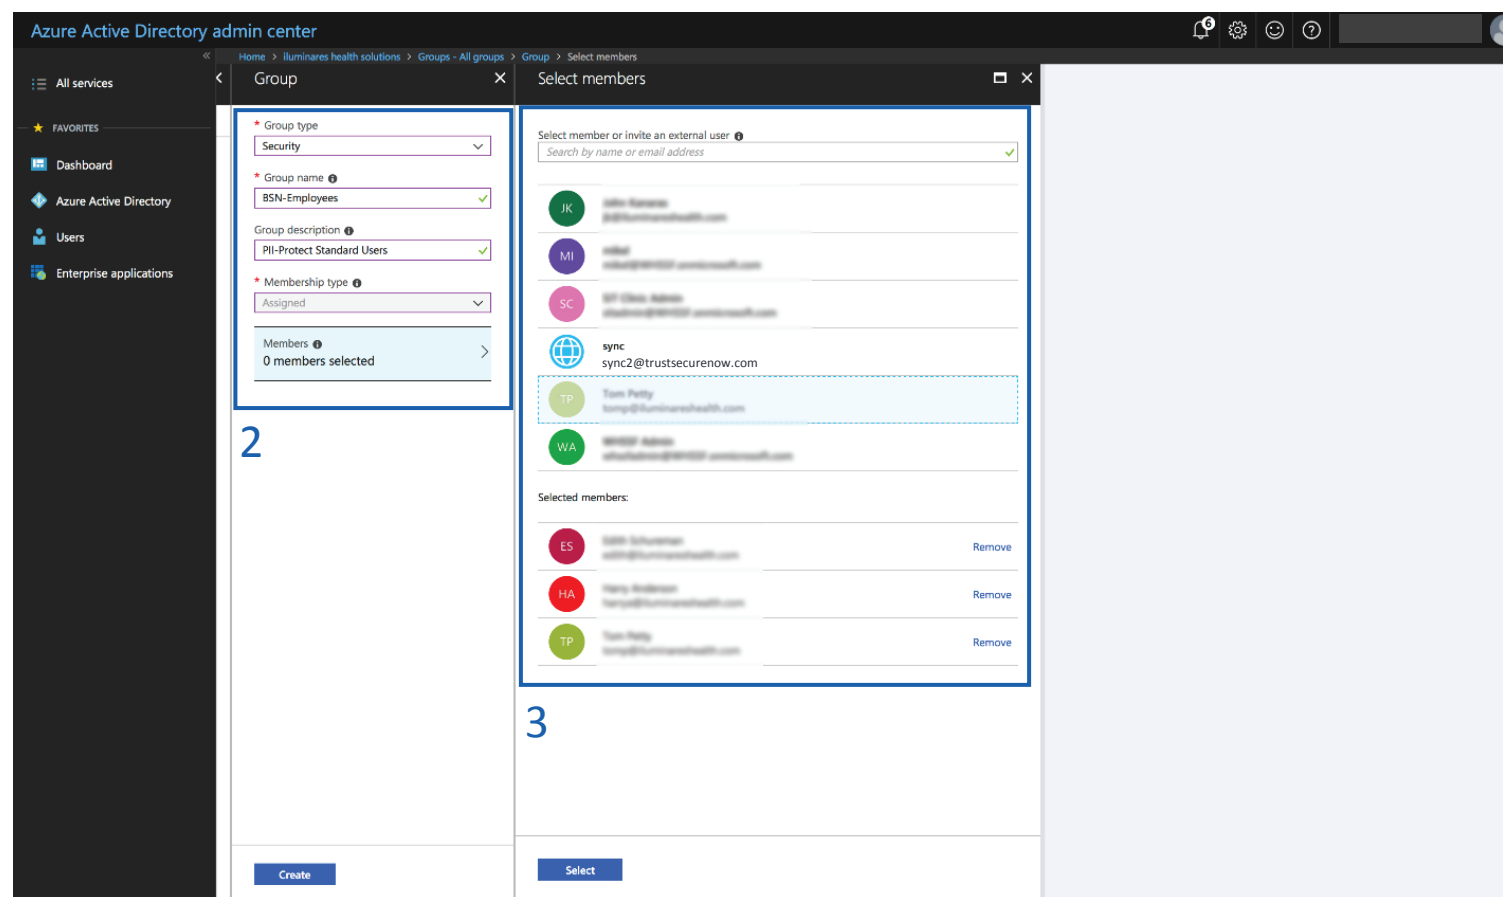 Azure Active Directory admin center
6
«
Home > iluminares health solutions > Groups - All groups > Group > Select members
All services
FAVORITES
Dashboard
Azure Active Directory
Users
Enterprise applications
Group
* Group type
Security
* Group name
BSN-Employees
Group description
PII-Protect Standard Users
* Membership type
Assigned
Members
0 members selected
2
Create
Select members
Select member or invite an external user
Search by name or email address
JK
MI
SC
sync
sync2@trustsecurenow.com
TP
Tom Petty
WA
Selected members:
ES
Remove
HA
Remove
TP
Remove
3
Select